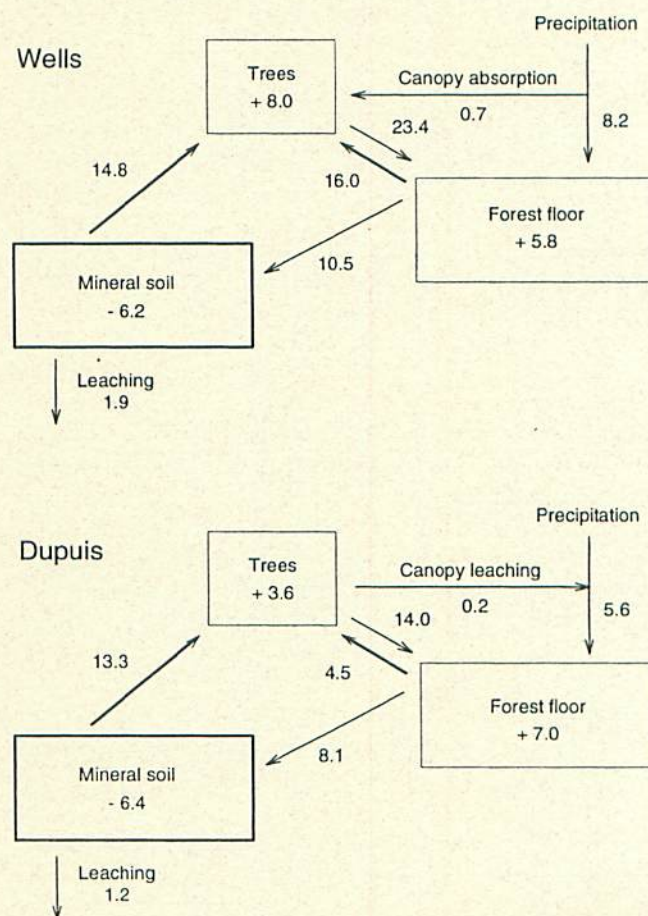 Precipitation
Wells
Trees
+ 8.0
Canopy absorption
0.7
23.4
8.2
14.8
16.0
Forest floor
+ 5.8
10.5
Mineral soil
- 6.2
Leaching
1.9
Precipitation
Dupuis
Trees
+ 3.6
Canopy leaching
0.2
14.0
5.6
13.3
4.5
Forest floor
+ 7.0
8.1
Mineral soil
- 6.4
Leaching
1.2